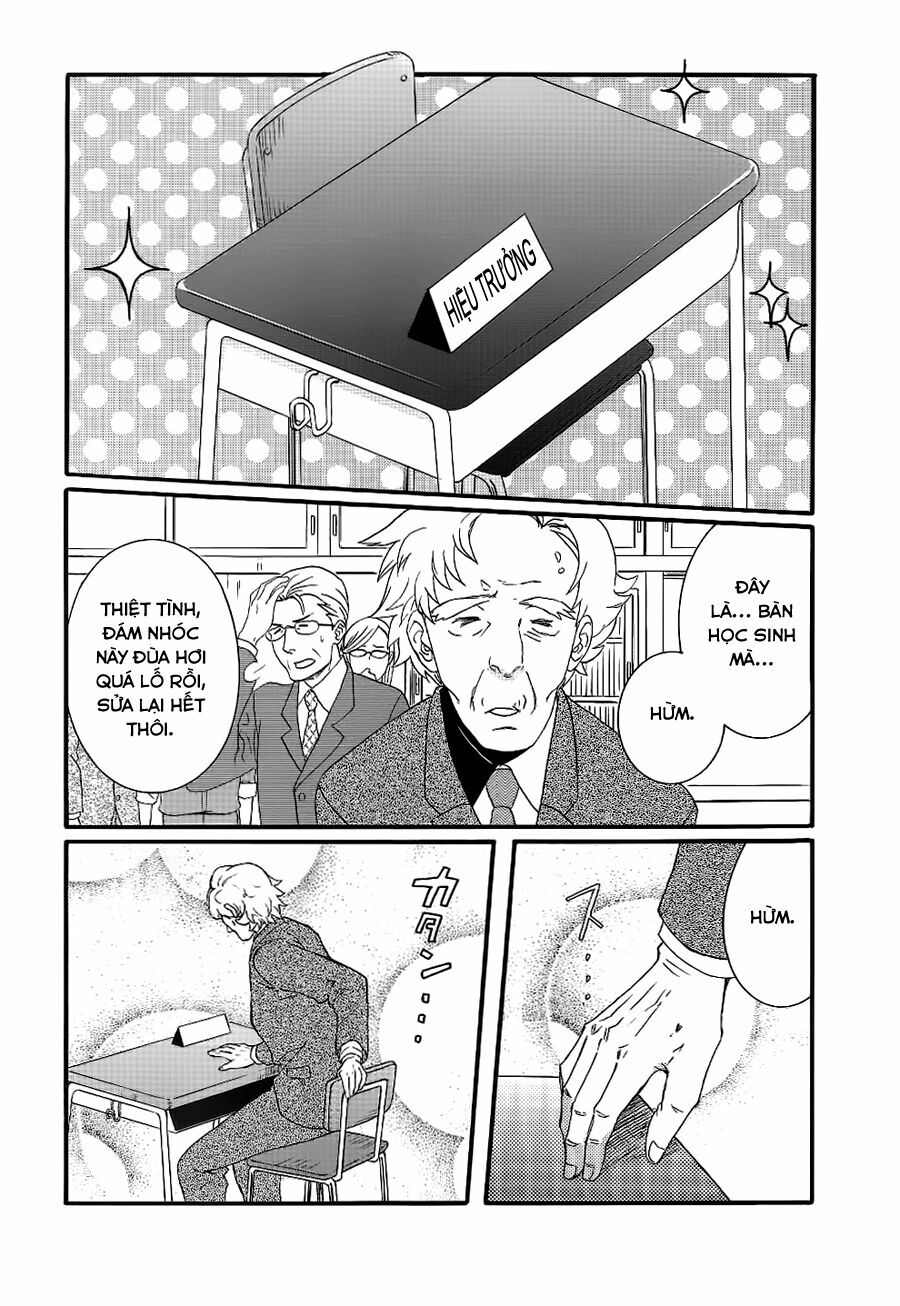 HIỆU TRƯỞNG
ĐÂY
LÀ... BÀN
HỌC SINH
MÀ...
HỪM.
THIỆT TÌNH,
ĐÁM NHÓC
NÀY ĐÙA HƠI
QUÁ LỐ RỒI,
SỬA LẠI HẾT
THÔI.
HỪM.
ス...
カタン...